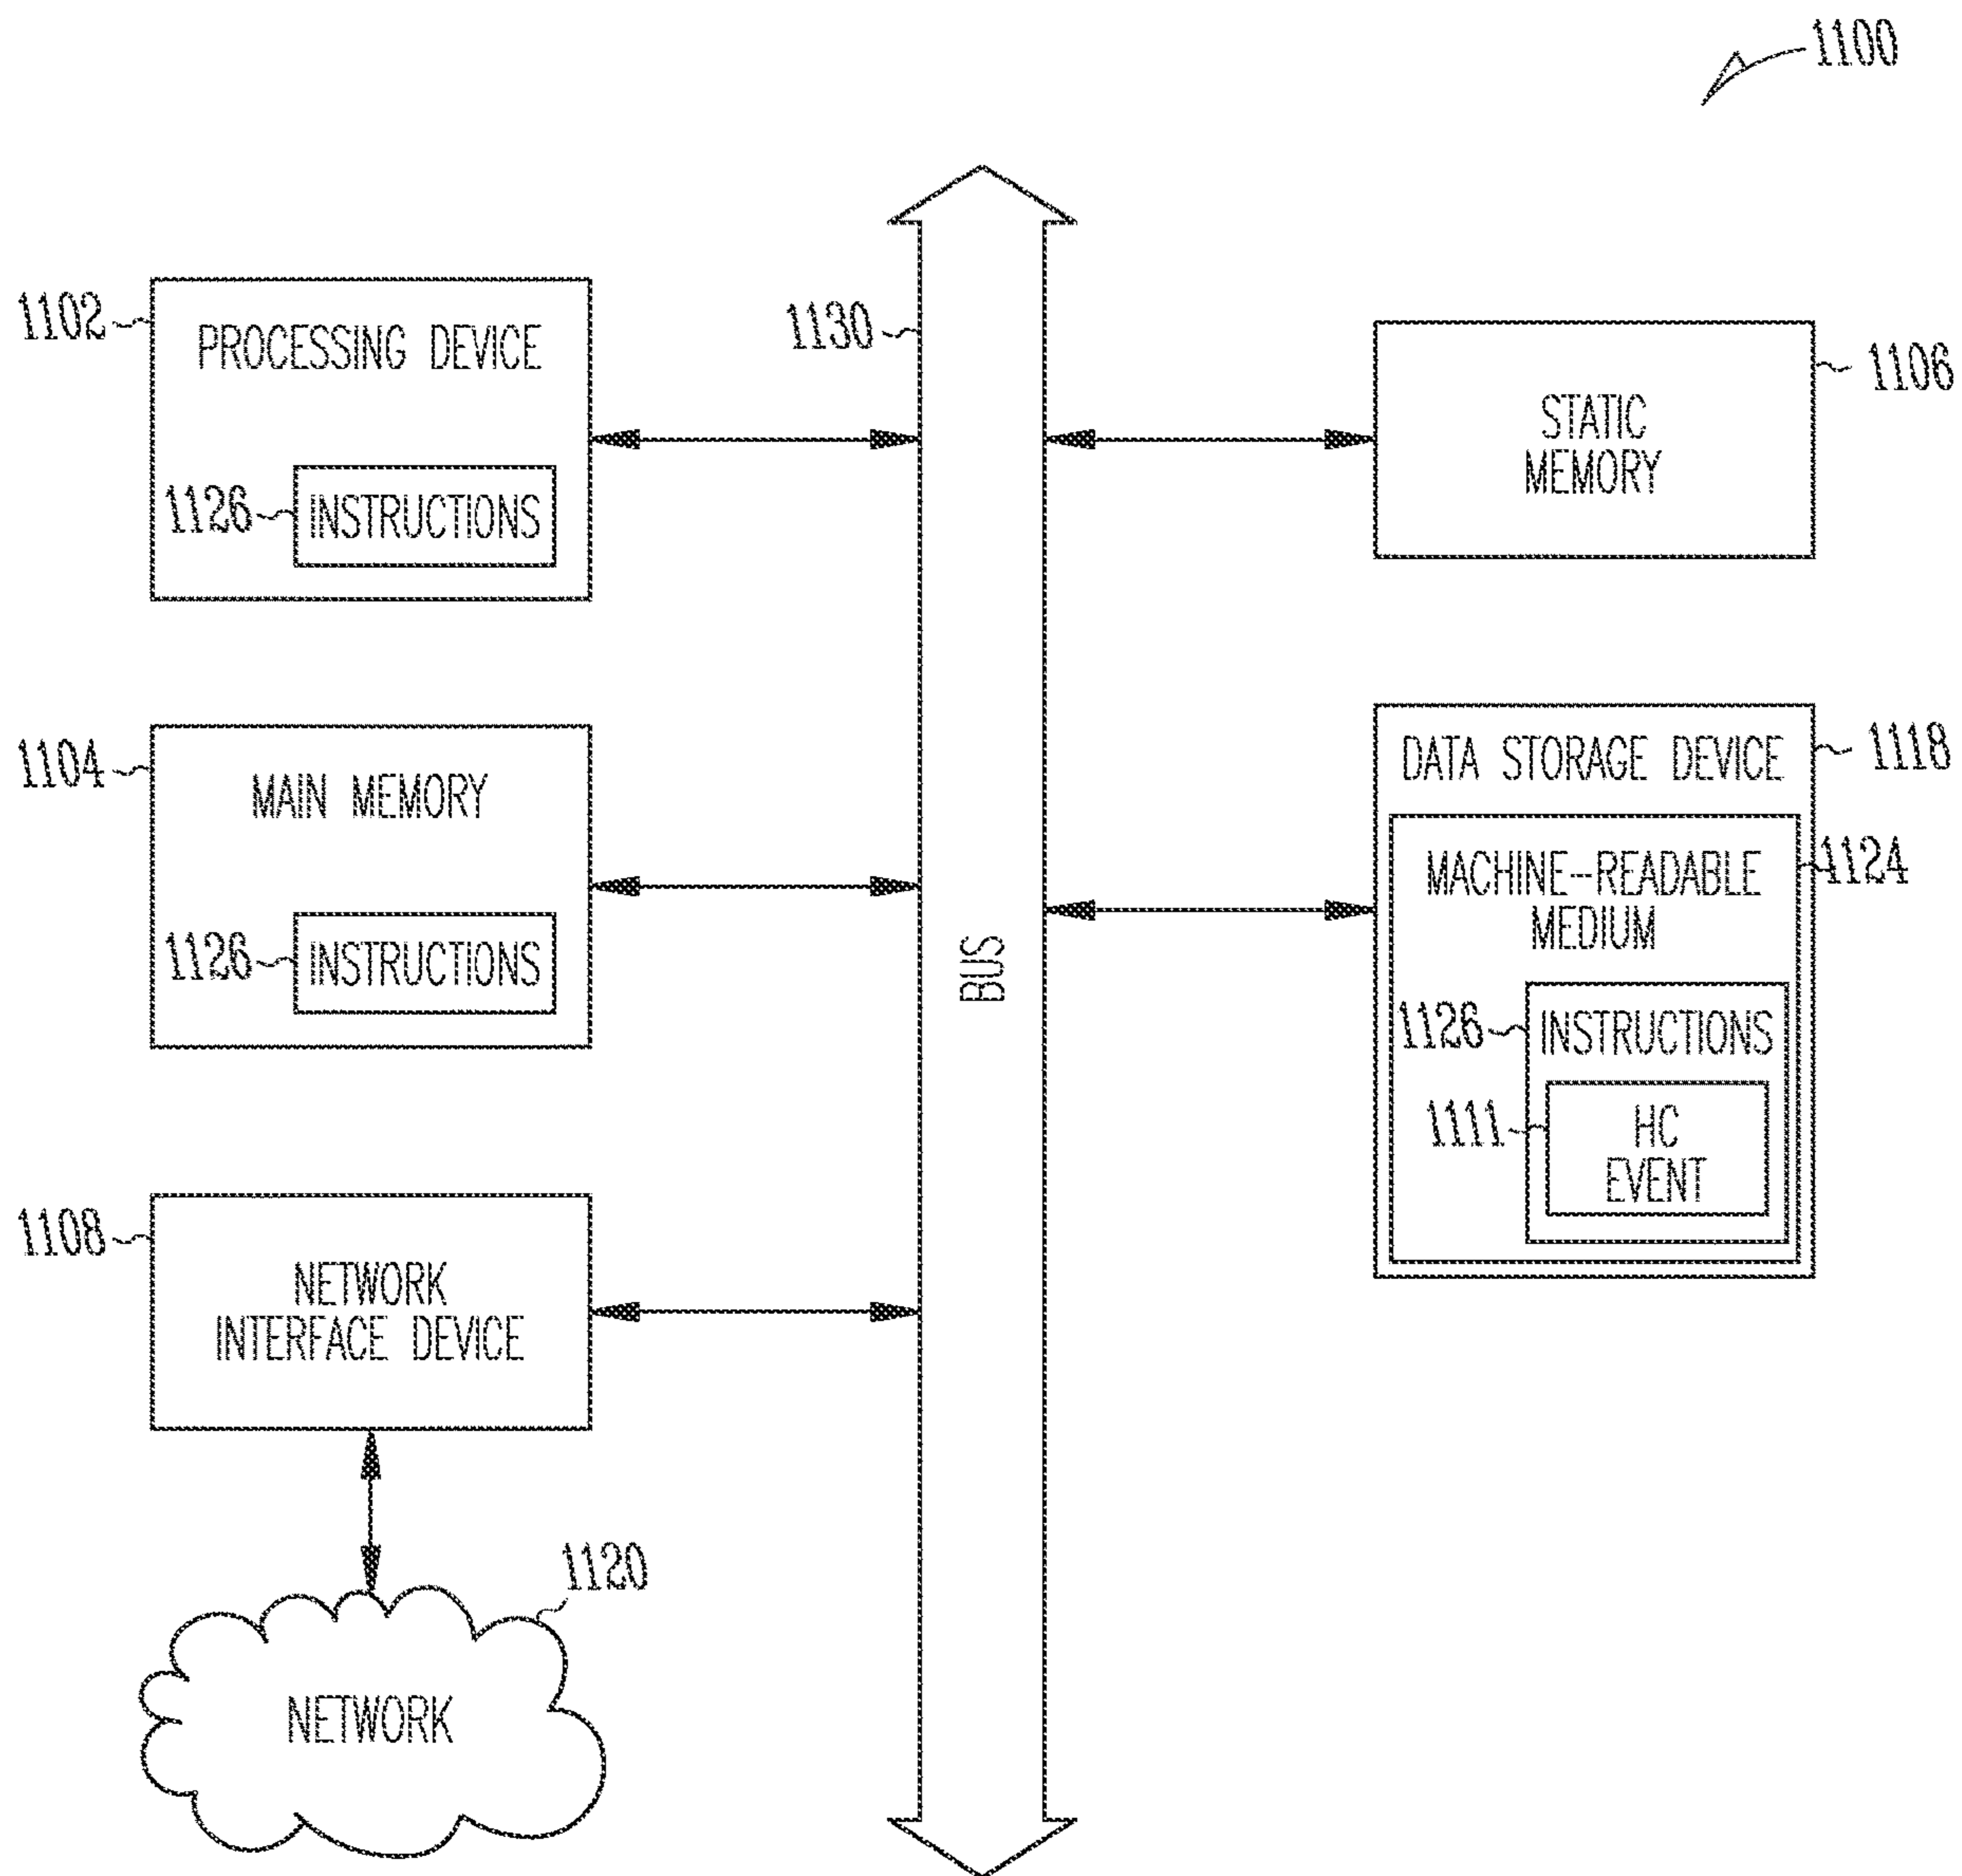 1100
1102
PROCESSING DEVICE
1126
INSTRUCTIONS
1130
1106
STATIC
MEMORY
1104
MAIN MEMORY
1126
INSTRUCTIONS
BUS
1118
DATA STORAGE DEVICE
1124
MACHINE-READABLE
MEDIUM
1126
INSTRUCTIONS
1111
HC
EVENT
1108
NETWORK
INTERFACE DEVICE
1120
NETWORK